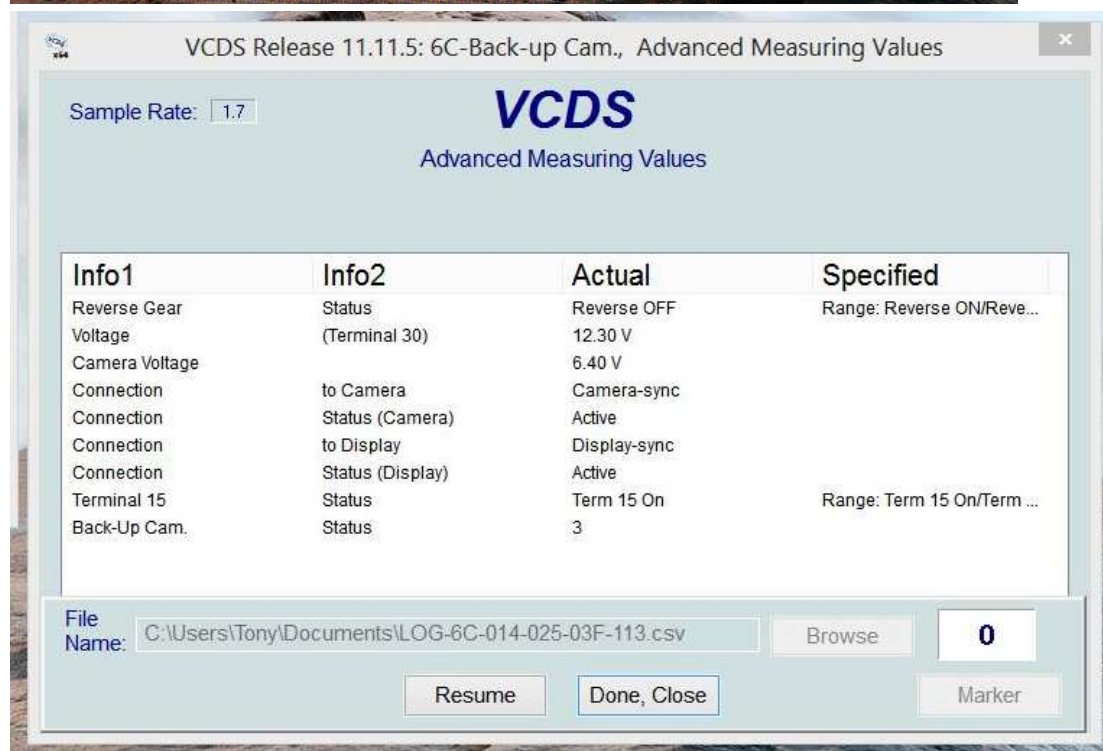 VCDS Release 11.11.5: 6C-Back-up Cam., Advanced Measuring Values
Sample Rate: 1.7
VCDS
Advanced Measuring Values
Info1 Info2 Actual Specified
Reverse Gear Status Reverse OFF Range: Reverse ON/Reve...
Voltage (Terminal 30) 12.30 V
Camera Voltage 6.40 V
Connection to Camera Camera-sync
Connection Status (Camera) Active
Connection to Display Display-sync
Connection Status (Display) Active
Terminal 15 Status Term 15 On Range: Term 15 On/Term ...
Back-Up Cam. Status 3
File Name: C:\Users\Tony\Documents\LOG-6C-014-025-03F-113.csv Browse 0
Resume Done, Close Marker